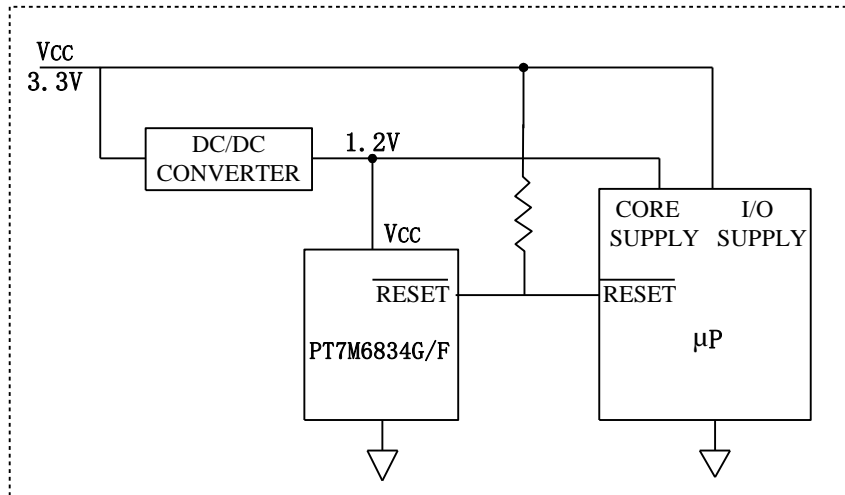 VCC
3.3V
DC/DC
CONVERTER
1.2V
VCC
RESET
PT7M6834G/F
CORE
SUPPLY
I/O
SUPPLY
RESET
μP